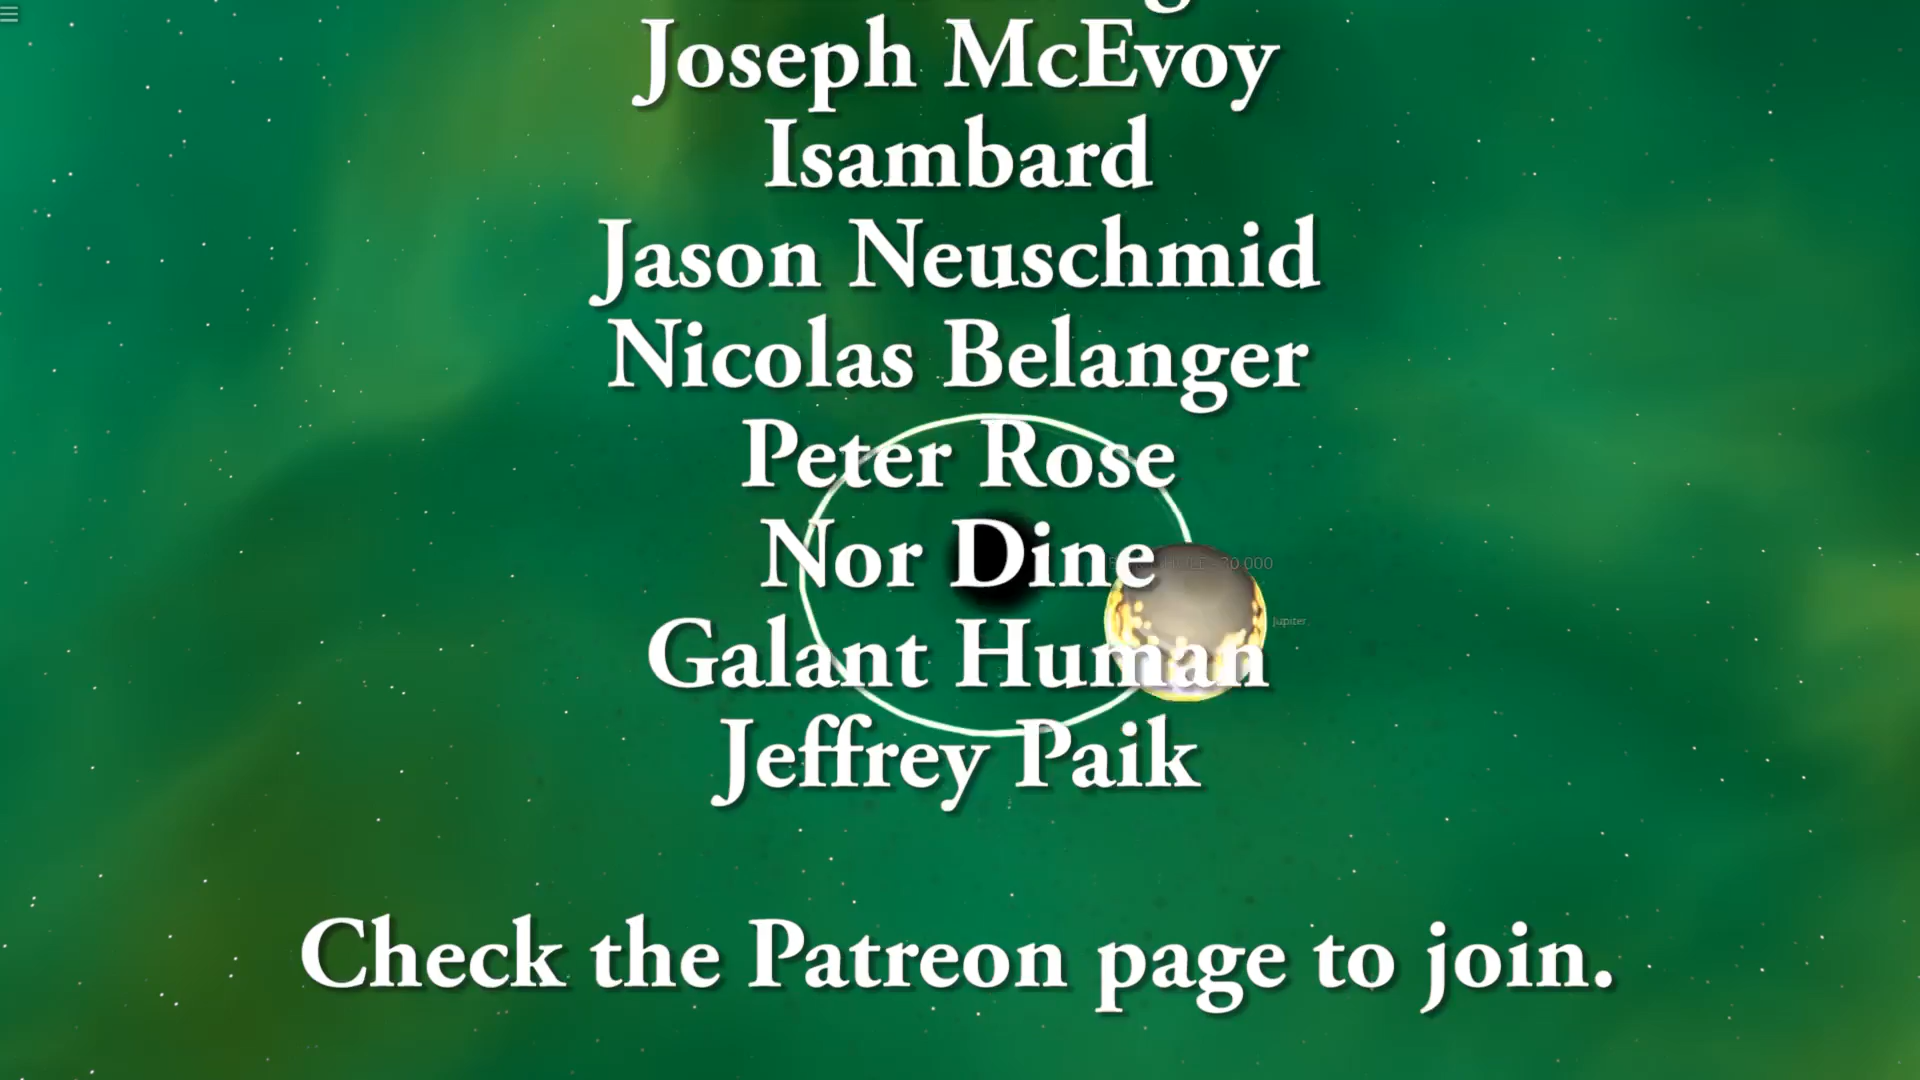 Joseph McEvoy
Isambard
Jason Neuschmid
Nicolas Belanger
Peter Rose
Nor Dine
Galant Human
Jeffrey Paik
Jupiter
Check the Patreon page to join.